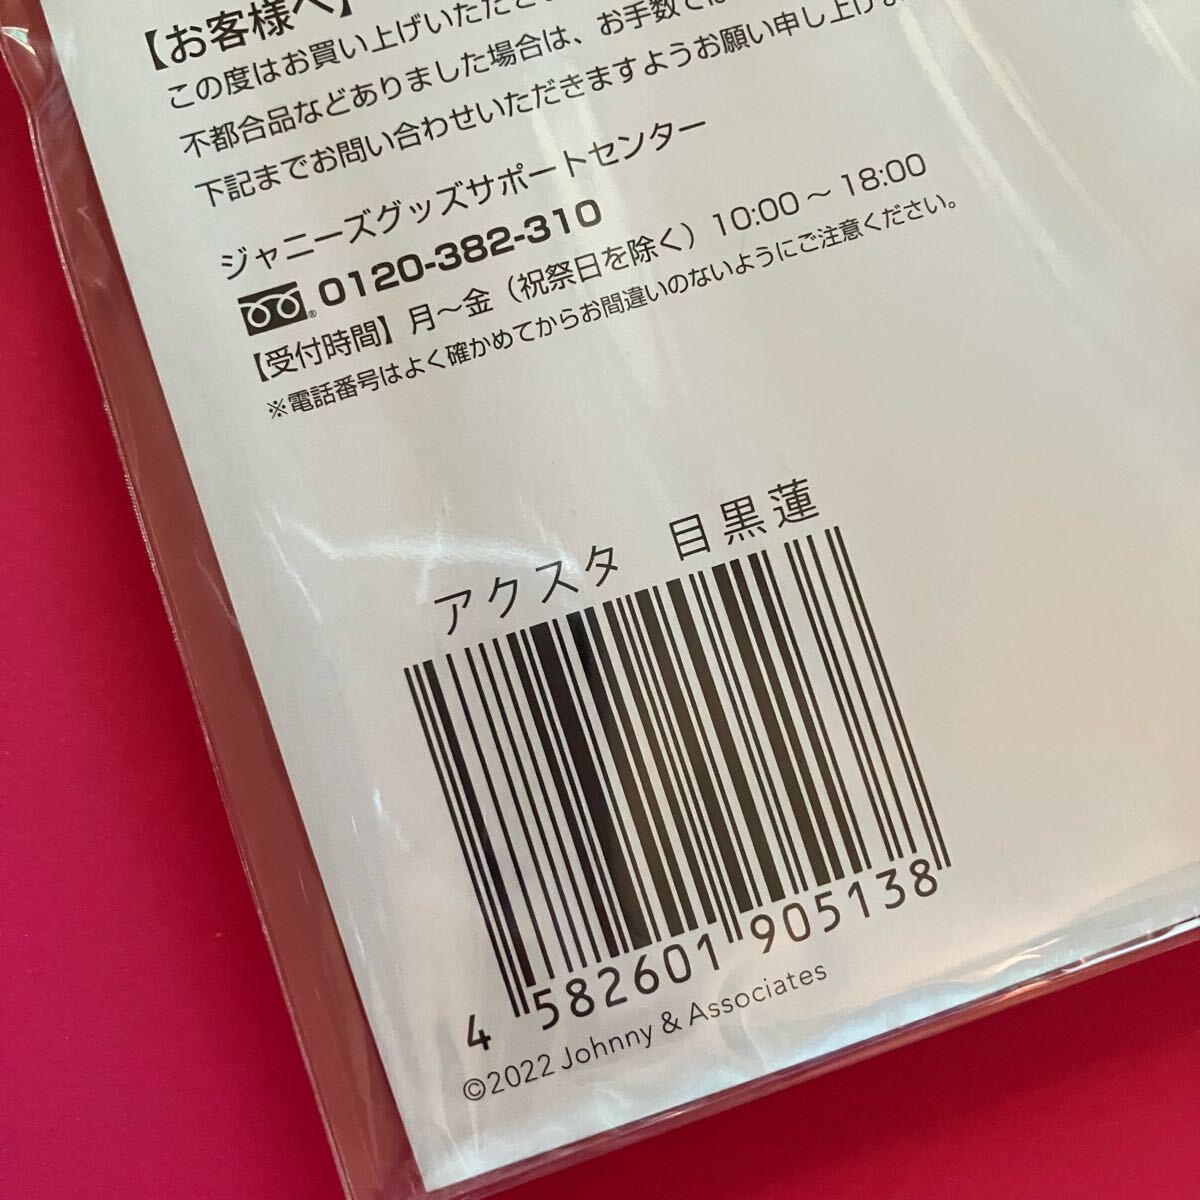 【お客様へ】
この度はお買い上げいただき
不都合品などありました場合は、お手数では
下記までお問い合わせいただきますようお願い申し上げま
ジャニーズグッズサポートセンター
0120-382-310
【受付時間】月～金（祝祭日を除く）10:00～18:00
※電話番号はよく確かめてからお間違いのないようにご注意ください。
アクスタ 目黒蓮
4 582601 905138
©2022 Johnny & Associates